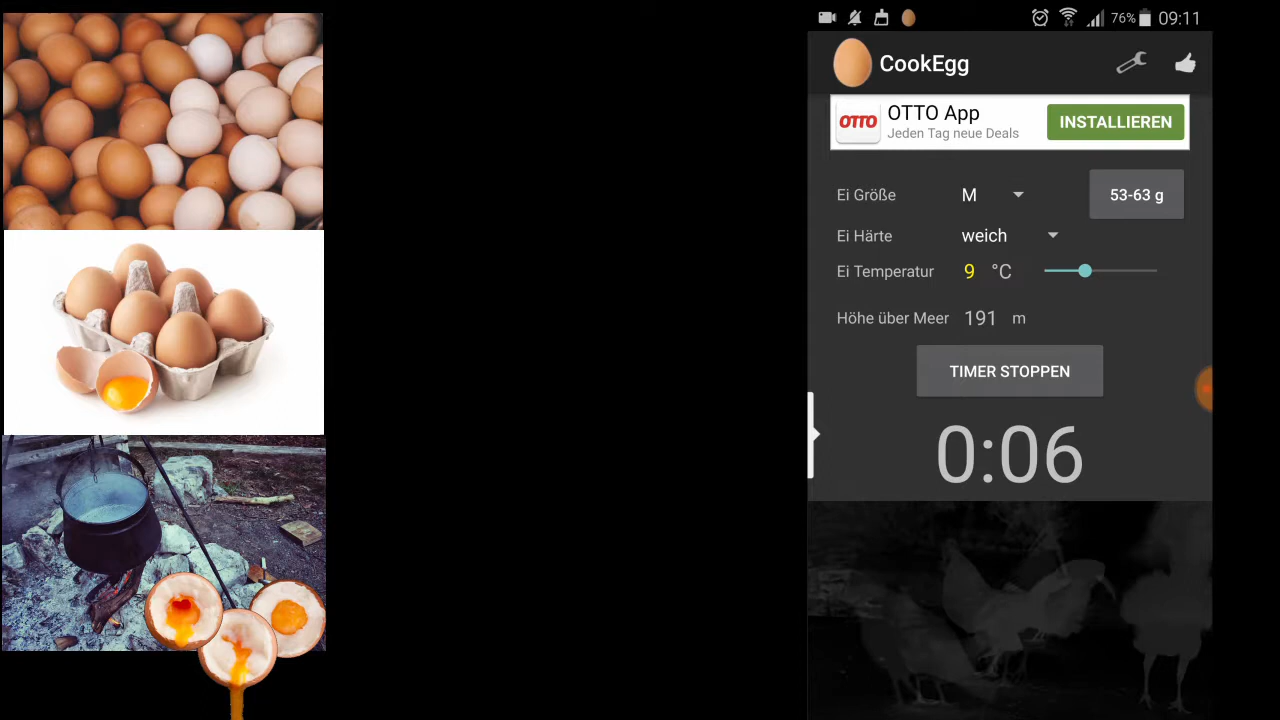 76% 09:11
CookEgg
OTTO
OTTO App
Jeden Tag neue Deals
INSTALLIEREN
Ei Größe M 53-63 g
Ei Härte weich
Ei Temperatur 9 °C
Höhe über Meer 191 m
TIMER STOPPEN
0:06